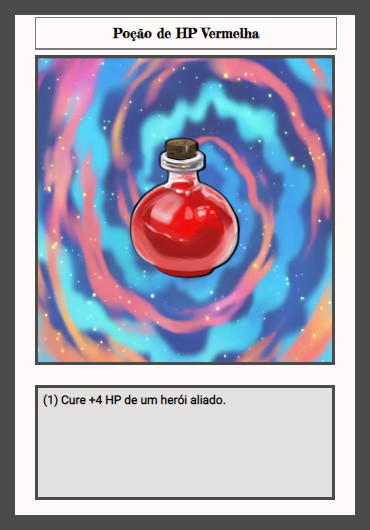 Poção de HP Vermelha
(1) Cure +4 HP de um herói aliado.